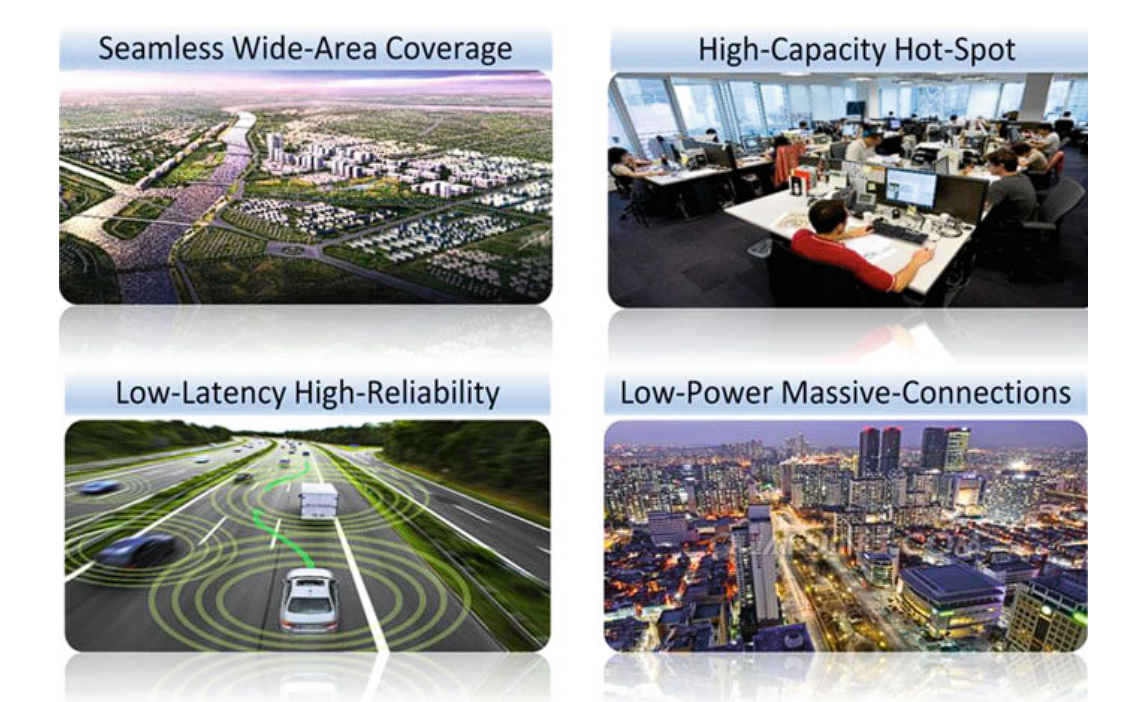 Seamless Wide-Area Coverage
High-Capacity Hot-Spot
Low-Latency High-Reliability
Low-Power Massive-Connections